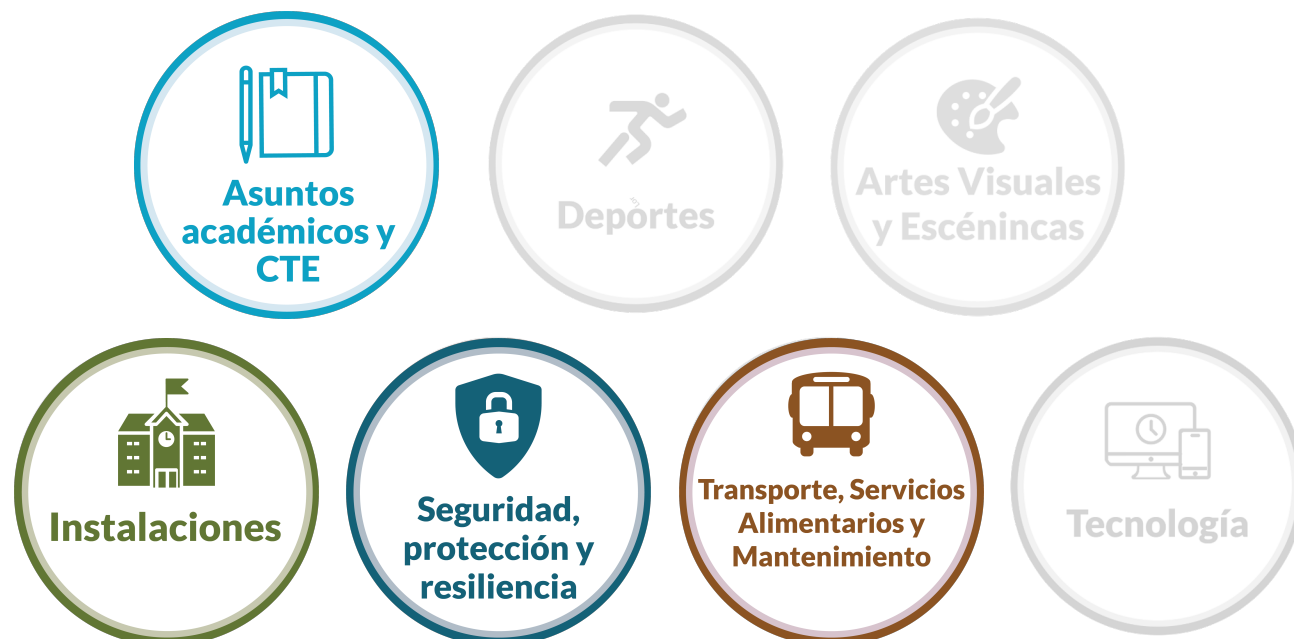 Asuntos
académicos y
CTE
Deportes
Artes Visuales
y Escénincas
Instalaciones
Seguridad,
protección y
resiliencia
Transporte, Servicios
Alimentarios y
Mantenimiento
Tecnología